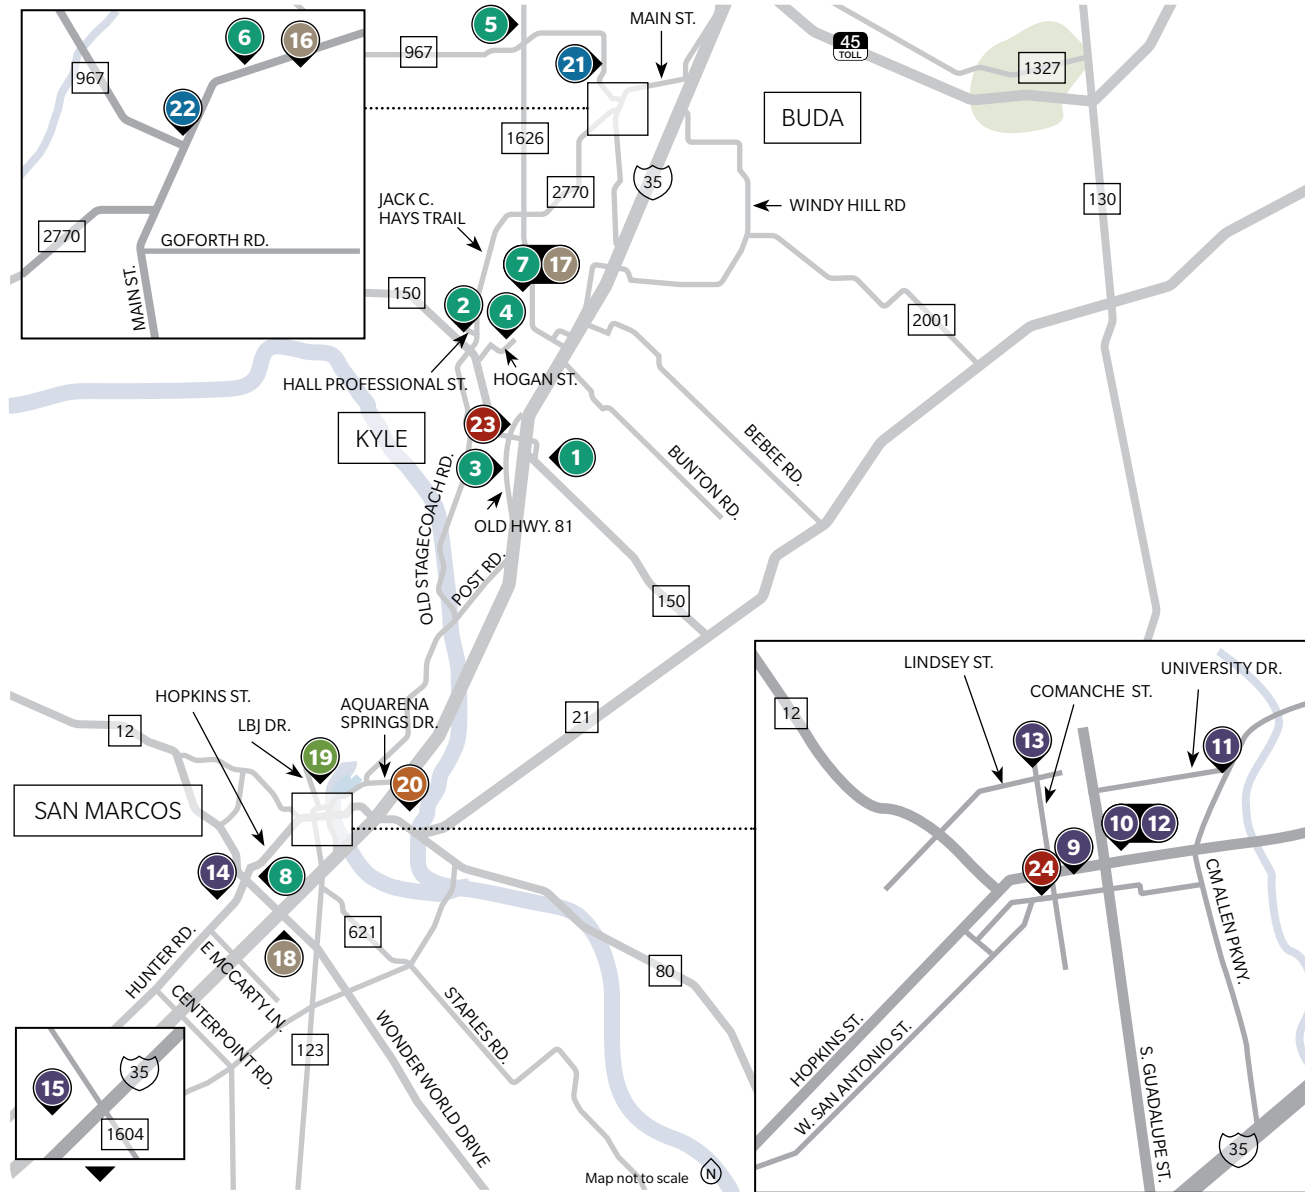 6
16
967
22
2770
GOFORTH RD.
MAIN ST.
5
MAIN ST.
967
21
45
TOLL
1327
BUDA
1626
35
2770
130
JACK C.
HAYS TRAIL
WINDY HILL RD
7
17
150
2
4
2001
HALL PROFESSIONAL ST.
HOGAN ST.
KYLE
23
3
1
BEBEE RD.
BUNTON RD.
OLD STAGECOACH RD.
OLD HWY. 81
POST RD.
150
HOPKINS ST.
LBJ DR.
AQUARENA
SPRINGS DR.
12
21
19
20
SAN MARCOS
14
8
621
18
HUNTER RD.
E MCCARTY LN.
CENTERPOINT RD.
80
STAPLES RD.
WONDER WORLD DRIVE
123
35
15
1604
Map not to scale
N
LINDSEY ST.
UNIVERSITY DR.
COMANCHE ST.
12
13
11
10
12
9
24
CM ALLEN PKWY.
HOPKINS ST.
W. SAN ANTONIO ST.
S. GUADALUPE ST.
35